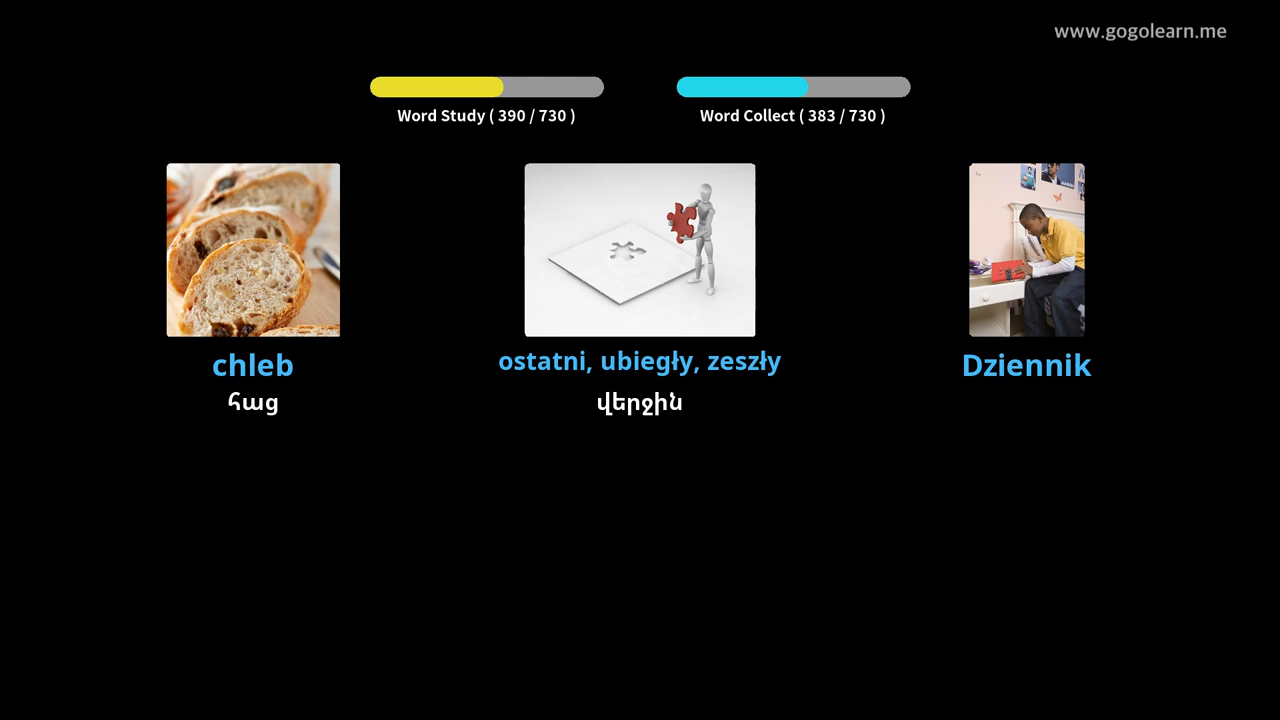 www.gogolearn.me
Word Study ( 390 / 730 )
Word Collect ( 383 / 730 )
chleb
հաց
ostatni, ubiegły, zeszły
վերջին
Dziennik